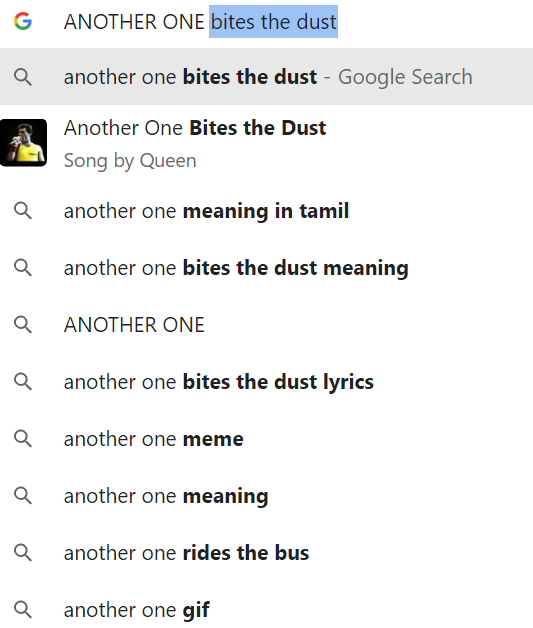 ANOTHER ONE bites the dust
another one bites the dust - Google Search
Another One Bites the Dust
Song by Queen
another one meaning in tamil
another one bites the dust meaning
ANOTHER ONE
another one bites the dust lyrics
another one meme
another one meaning
another one rides the bus
another one gif